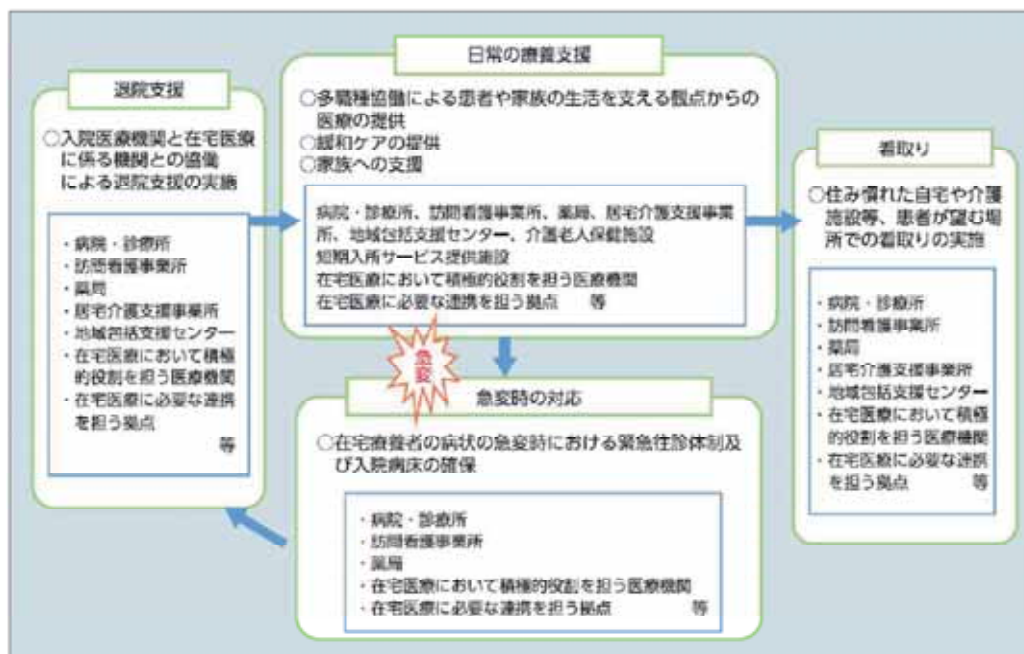 退院支援
○入院医療機関と在宅医療
に係る機関との協働
による退院支援の実施
・病院・診療所
・訪問看護事業所
・薬局
・居宅介護支援事業所
・地域包括支援センター
・在宅医療において積極
的役割を担う医療機関
・在宅医療に必要な連携
を担う拠点
等
日常の療養支援
○多職種協働による患者や家族の生活を支える観点からの
医療の提供
○緩和ケアの提供
○家族への支援
病院・診療所、訪問看護事業所、薬局、居宅介護支援事業
所、地域包括支援センター、介護老人保健施設
短期入所サービス提供施設
在宅医療において積極的役割を担う医療機関
在宅医療に必要な連携を担う拠点 等
急変
急変時の対応
○在宅療養者の病状の急変時における緊急往診体制及
び入院病床の確保
・病院・診療所
・訪問看護事業所
・薬局
・在宅医療において積極的役割を担う医療機関
・在宅医療に必要な連携を担う拠点 等
看取り
○住み慣れた自宅や介護
施設等、患者が望む場
所での看取りの実施
・病院・診療所
・訪問看護事業所
・薬局
・居宅介護支援事業所
・地域包括支援センター
・在宅医療において積極
的役割を担う医療機関
・在宅医療に必要な連携
を担う拠点 等